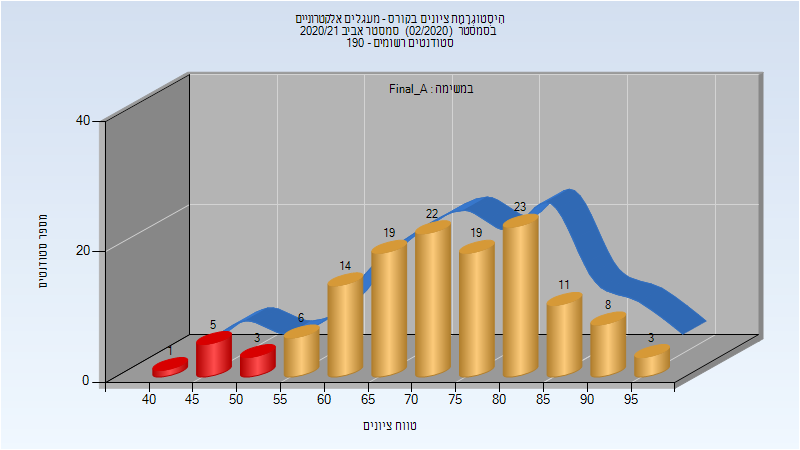 היסטוגרמת ציונים בקורס - מעגלים אלקטרוניים
בסמסטר (02/2020) סמסטר אביב 2020/21
סטודנטים רשומים - 190
במשימה : Final_A
מספר סטודנטים
40
20
0
1
5
3
6
14
19
22
19
23
11
8
3
40 45 50 55 60 65 70 75 80 85 90 95
טווח ציונים